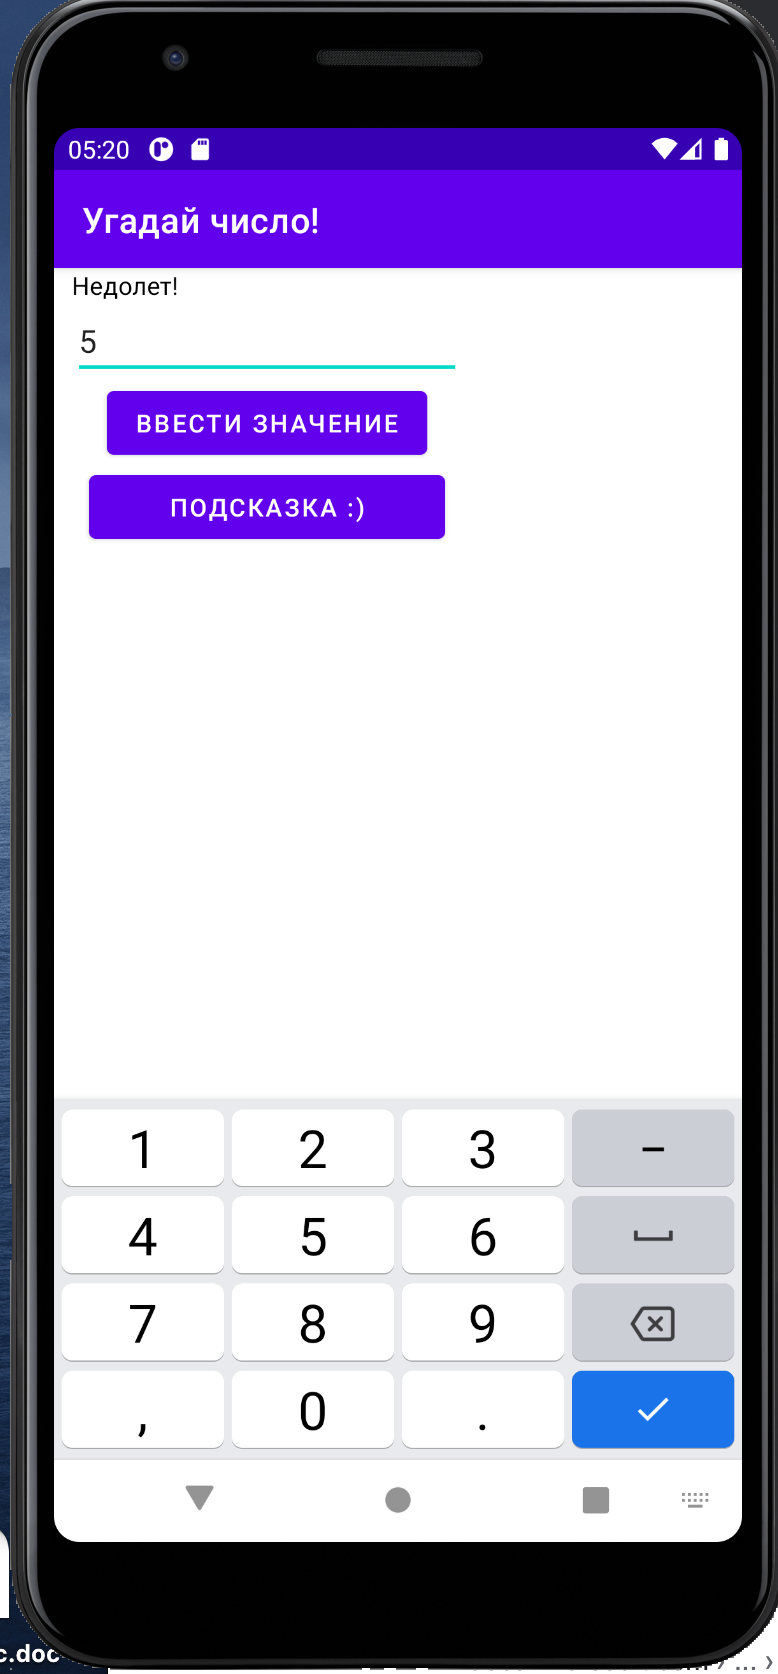 05:20
Угадай число!
Недолет!
5
ВВЕСТИ ЗНАЧЕНИЕ
ПОДСКАЗКА :)
1 2 3 –
4 5 6
7 8 9
, 0 .
c.doc